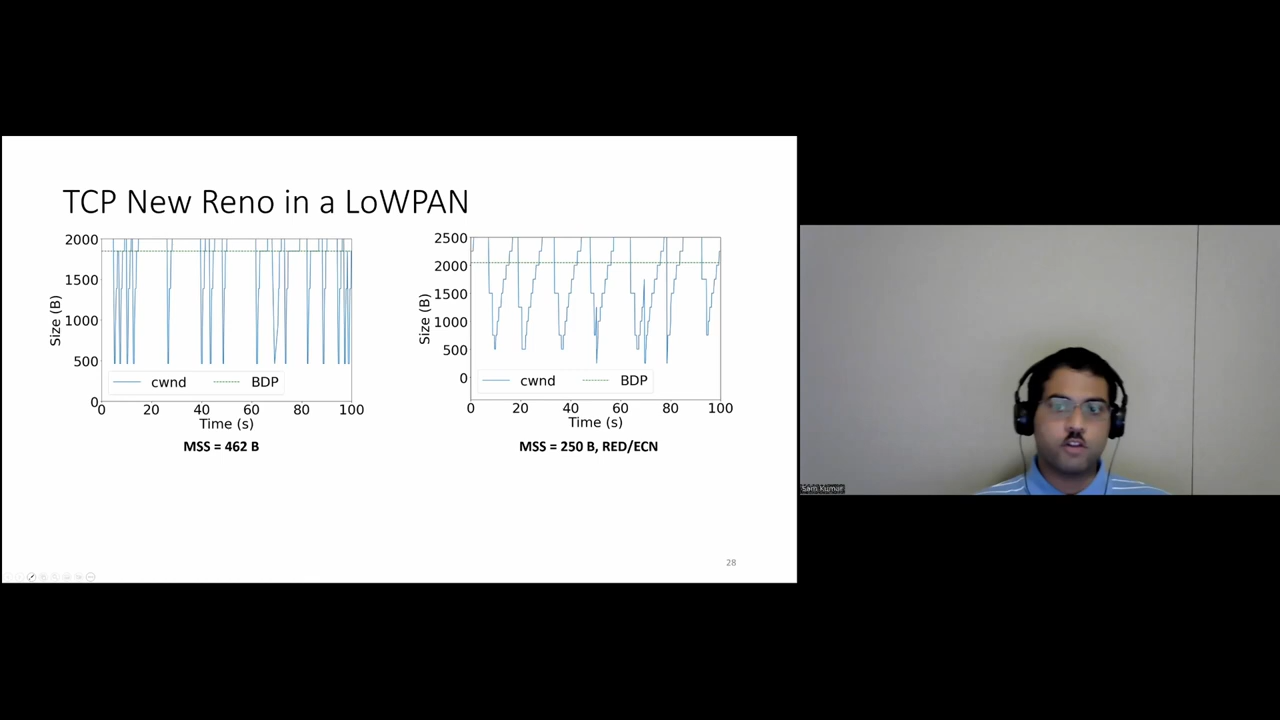 TCP New Reno in a LoWPAN
2000
1500
1000
500
0
Size (B)
cwnd
BDP
0 20 40 60 80 100
Time (s)
MSS = 462 B
2500
2000
1500
1000
500
0
Size (B)
cwnd
BDP
0 20 40 60 80 100
Time (s)
MSS = 250 B, RED/ECN
28
Sam Kumar